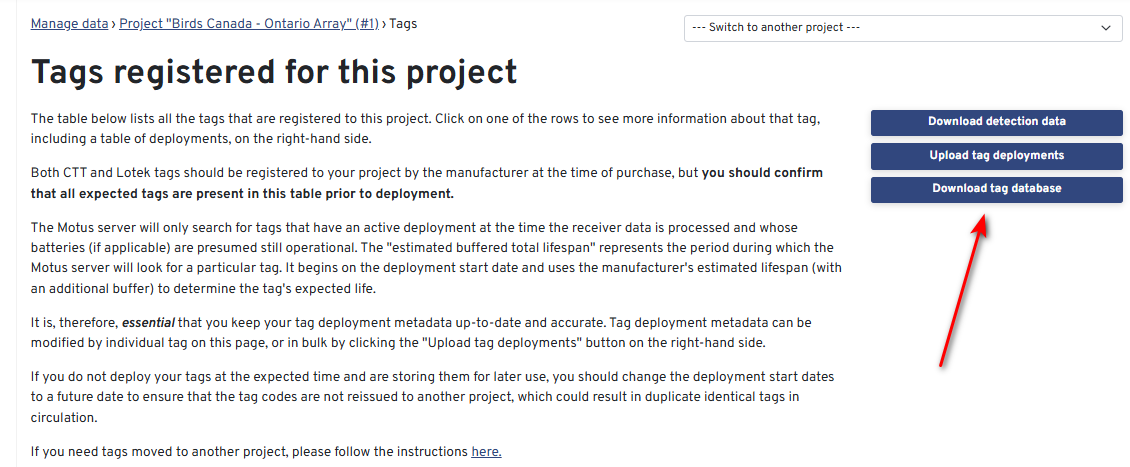 Manage data › Project "Birds Canada - Ontario Array" (#1) › Tags
--- Switch to another project ---
Tags registered for this project
The table below lists all the tags that are registered to this project. Click on one of the rows to see more information about that tag,
including a table of deployments, on the right-hand side.
Both CTT and Lotek tags should be registered to your project by the manufacturer at the time of purchase, but you should confirm
that all expected tags are present in this table prior to deployment.
The Motus server will only search for tags that have an active deployment at the time the receiver data is processed and whose
batteries (if applicable) are presumed still operational. The "estimated buffered total lifespan" represents the period during which the
Motus server will look for a particular tag. It begins on the deployment start date and uses the manufacturer's estimated lifespan (with
an additional buffer) to determine the tag's expected life.
It is, therefore, essential that you keep your tag deployment metadata up-to-date and accurate. Tag deployment metadata can be
modified by individual tag on this page, or in bulk by clicking the "Upload tag deployments" button on the right-hand side.
If you do not deploy your tags at the expected time and are storing them for later use, you should change the deployment start dates
to a future date to ensure that the tag codes are not reissued to another project, which could result in duplicate identical tags in
circulation.
If you need tags moved to another project, please follow the instructions here.
Download detection data
Upload tag deployments
Download tag database